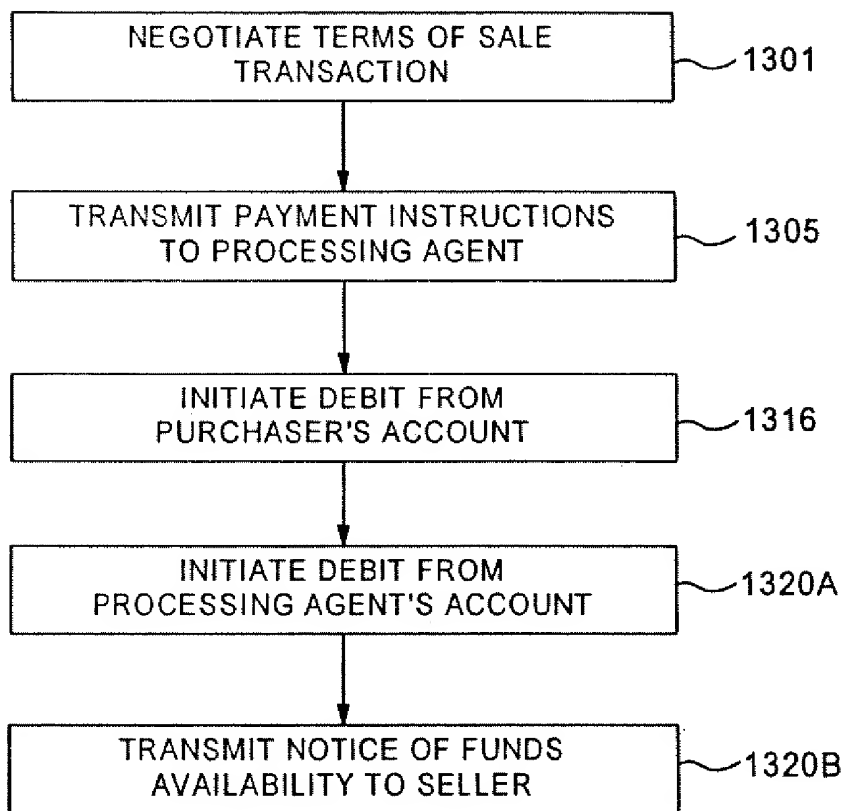 NEGOTIATE TERMS OF SALE
TRANSACTION
1301
TRANSMIT PAYMENT INSTRUCTIONS
TO PROCESSING AGENT
1305
INITIATE DEBIT FROM
PURCHASER'S ACCOUNT
1316
INITIATE DEBIT FROM
PROCESSING AGENT'S ACCOUNT
1320A
TRANSMIT NOTICE OF FUNDS
AVAILABILITY TO SELLER
1320B